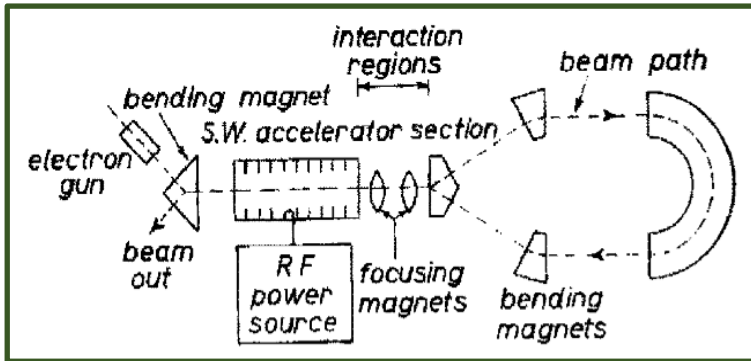 interaction
regions
beam path
bending magnet
S.W. accelerator section
electron
gun
beam
out
RF
power
source
focusing
magnets
bending
magnets